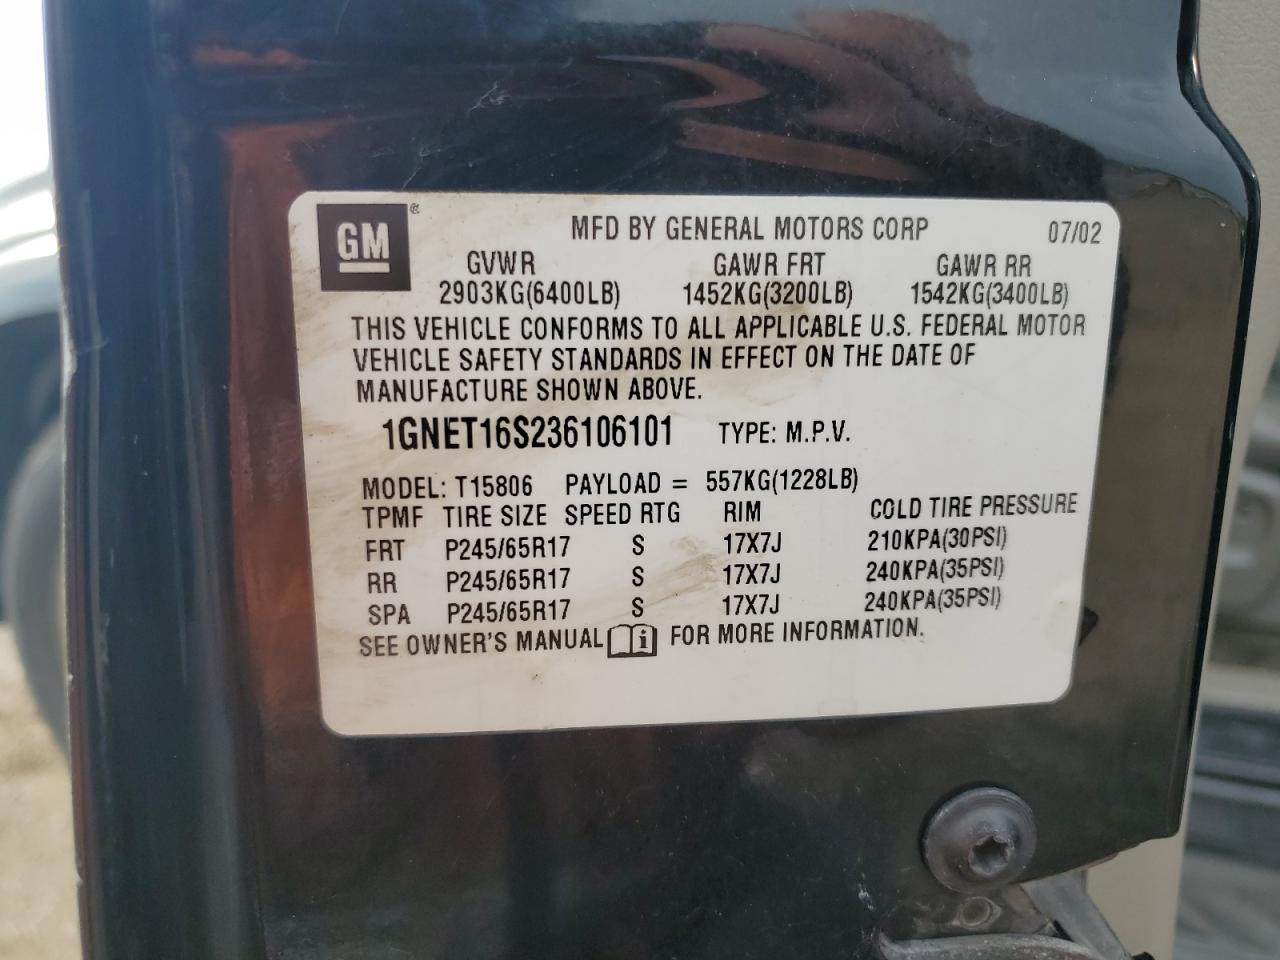 GM
MFD BY GENERAL MOTORS CORP 07/02
GVWR GAWR FRT GAWR RR
2903KG(6400LB) 1452KG(3200LB) 1542KG(3400LB)
THIS VEHICLE CONFORMS TO ALL APPLICABLE U.S. FEDERAL MOTOR
VEHICLE SAFETY STANDARDS IN EFFECT ON THE DATE OF
MANUFACTURE SHOWN ABOVE.
1GNET16S236106101 TYPE: M.P.V.
MODEL: T15806 PAYLOAD = 557KG(1228LB)
TPMF TIRE SIZE SPEED RTG RIM COLD TIRE PRESSURE
FRT P245/65R17 S 17X7J 210KPA(30PSI)
RR P245/65R17 S 17X7J 240KPA(35PSI)
SPA P245/65R17 S 17X7J 240KPA(35PSI)
SEE OWNER'S MANUAL i FOR MORE INFORMATION.